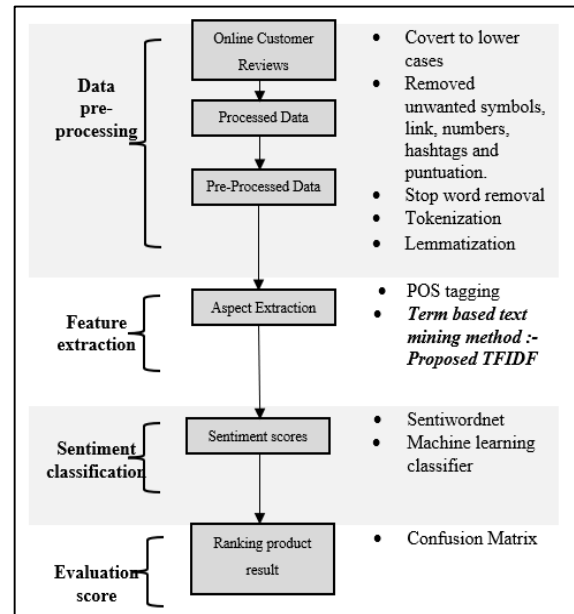 Data
pre-
processing
Online Customer
Reviews
Processed Data
Pre-Processed Data
• Covert to lower
cases
• Removed
unwanted symbols,
link, numbers,
hashtags and
puntuation.
• Stop word removal
• Tokenization
• Lemmatization
Feature
extraction
Aspect Extraction
• POS tagging
• Term based text
mining method :-
Proposed TFIDF
Sentiment
classification
Sentiment scores
• Sentiwordnet
• Machine learning
classifier
Evaluation
score
Ranking product
result
• Confusion Matrix